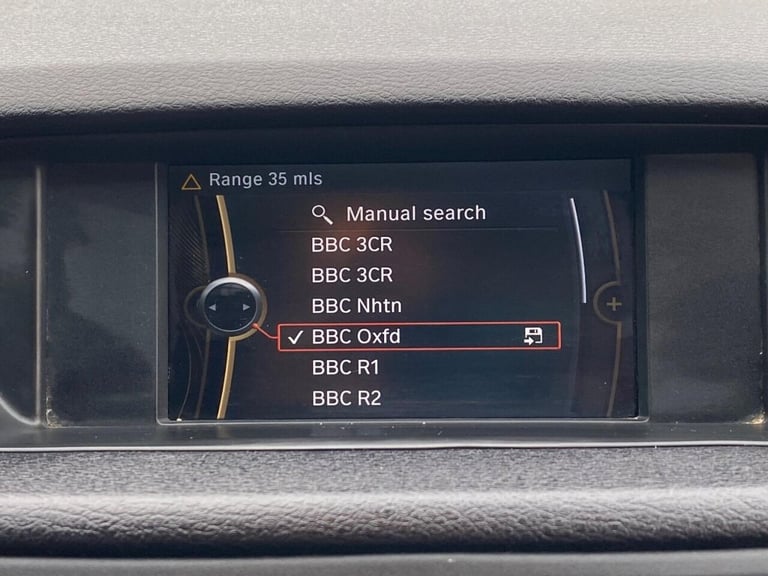 Range 35 mls
Manual search
BBC 3CR
BBC 3CR
BBC Nhtn
✓ BBC Oxfd
BBC R1
BBC R2